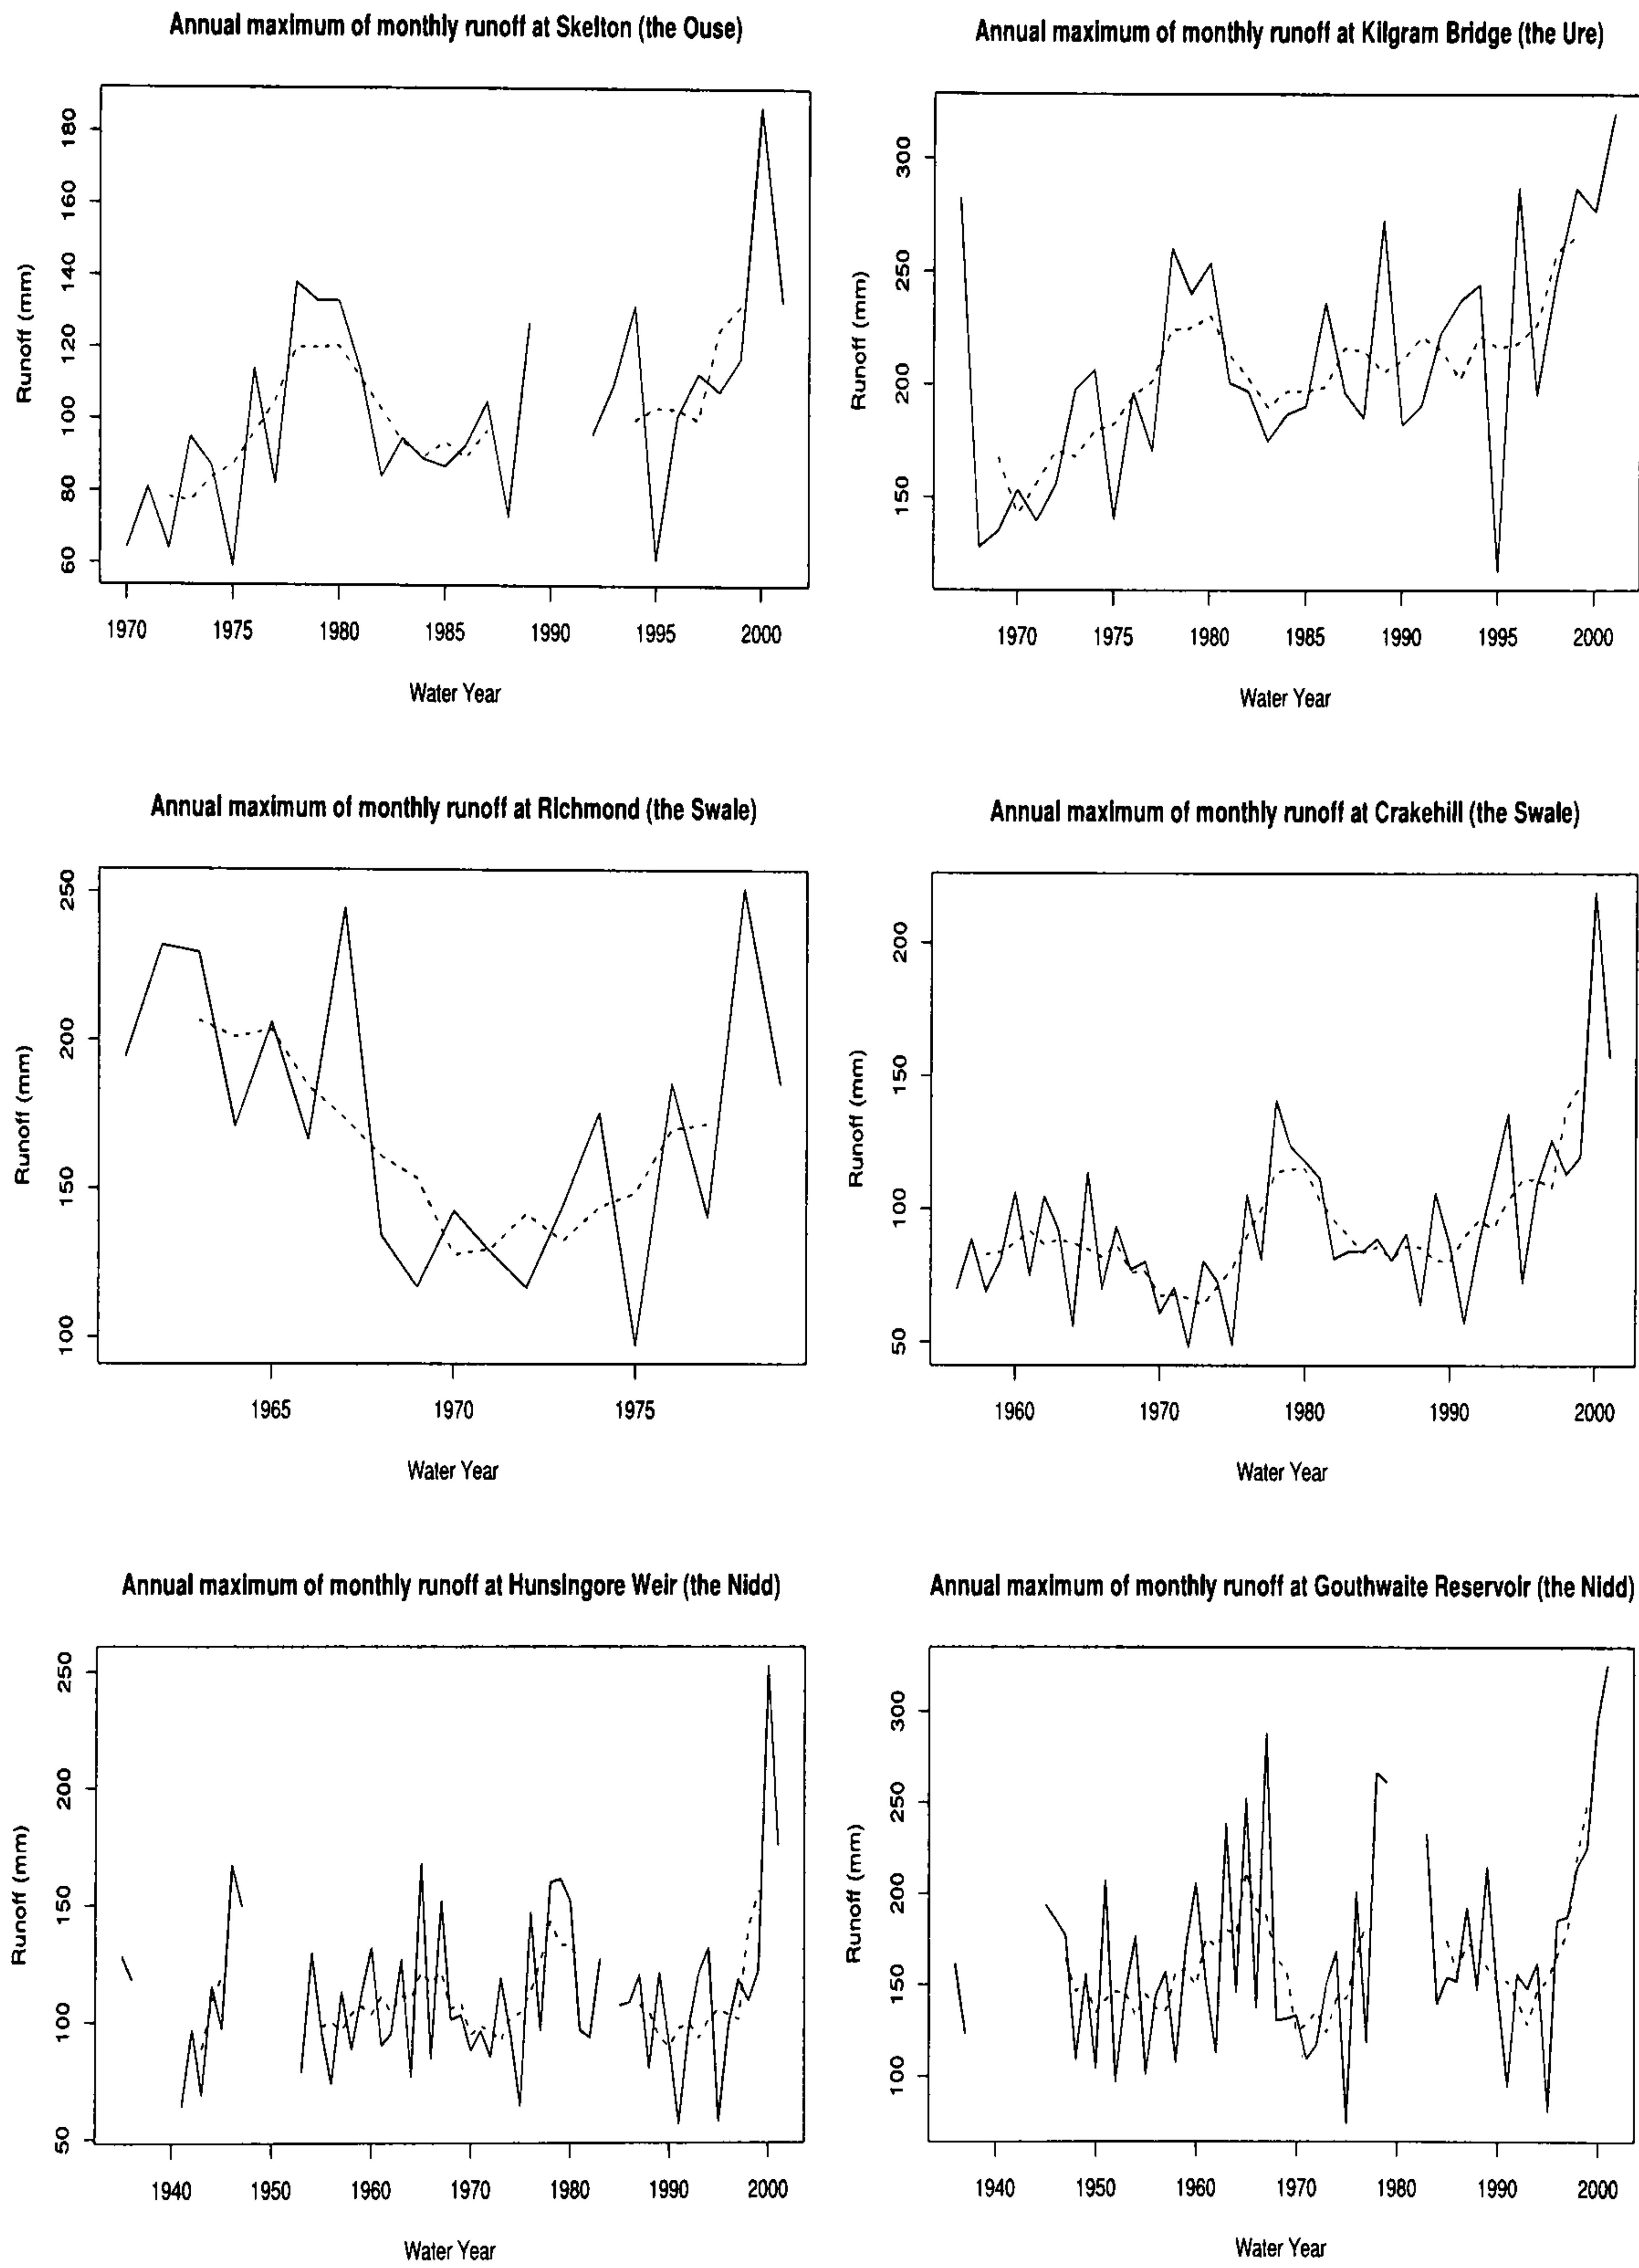 Annual maximum of monthly runoff at Skelton (the Ouse)
Runoff (mm)
180
160
140
120
100
80
60
1970 1975 1980 1985 1990 1995 2000
Water Year
Annual maximum of monthly runoff at Kilgram Bridge (the Ure)
Runoff (mm)
300
250
200
150
1970 1975 1980 1985 1990 1995 2000
Water Year
Annual maximum of monthly runoff at Richmond (the Swale)
Runoff (mm)
250
200
150
100
1965 1970 1975
Water Year
Annual maximum of monthly runoff at Crakehill (the Swale)
Runoff (mm)
200
150
100
50
1960 1970 1980 1990 2000
Water Year
Annual maximum of monthly runoff at Hunsingore Weir (the Nidd)
Runoff (mm)
250
200
150
100
50
1940 1950 1960 1970 1980 1990 2000
Water Year
Annual maximum of monthly runoff at Gouthwaite Reservoir (the Nidd)
Runoff (mm)
300
250
200
150
100
1940 1950 1960 1970 1980 1990 2000
Water Year